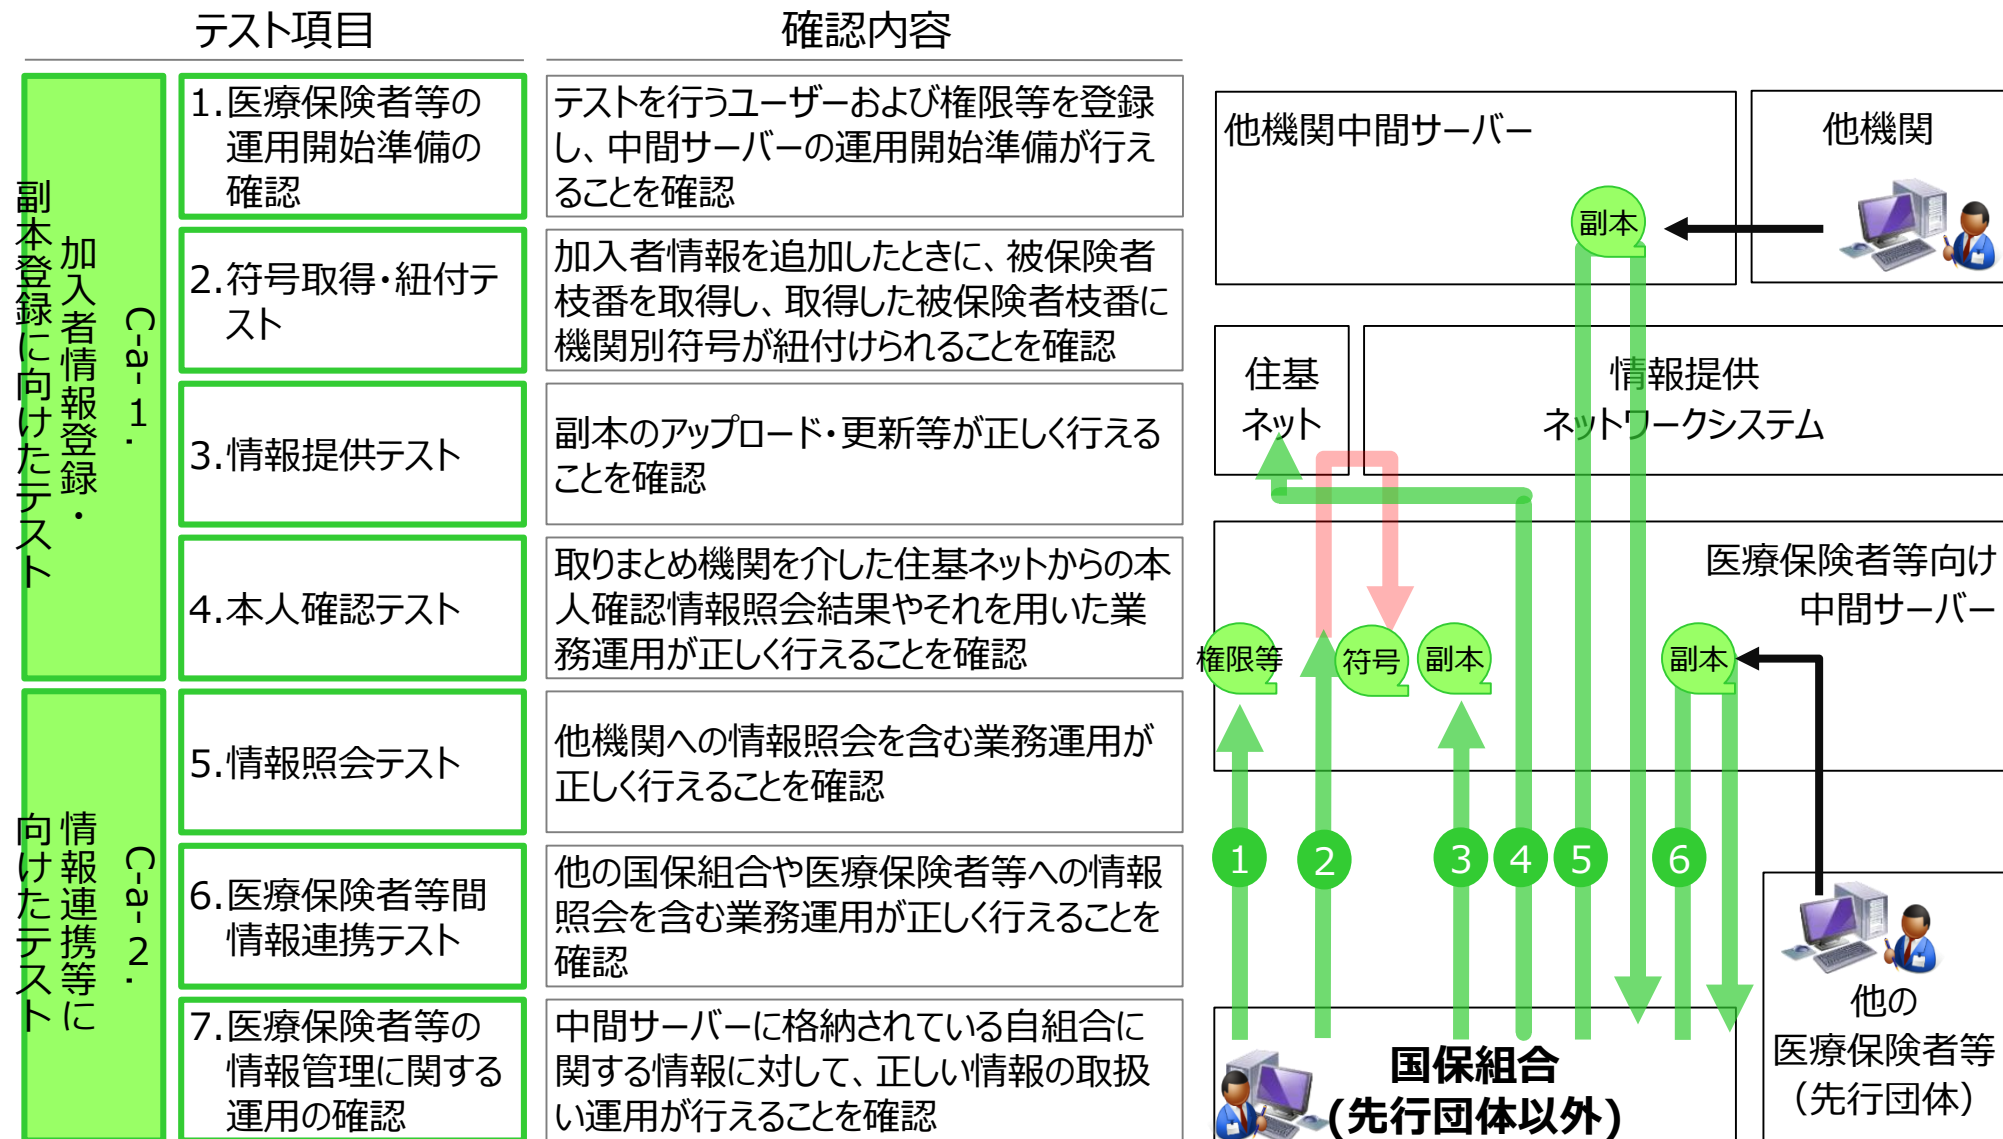 テスト項目
確認内容
C-a-1.
加入者情報登録・
副本登録に向けたテスト
1.医療保険者等の
運用開始準備の
確認
テストを行うユーザーおよび権限等を登録
し、中間サーバーの運用開始準備が行え
ることを確認
2.符号取得・紐付テ
スト
加入者情報を追加したときに、被保険者
枝番を取得し、取得した被保険者枝番に
機関別符号が紐付けられることを確認
3.情報提供テスト
副本のアップロード・更新等が正しく行える
ことを確認
4.本人確認テスト
取りまとめ機関を介した住基ネットからの本
人確認情報照会結果やそれを用いた業
務運用が正しく行えることを確認
C-a-2.
情報連携等に
向けたテスト
5.情報照会テスト
他機関への情報照会を含む業務運用が
正しく行えることを確認
6.医療保険者等間
情報連携テスト
他の国保組合や医療保険者等への情報
照会を含む業務運用が正しく行えることを
確認
7.医療保険者等の
情報管理に関する
運用の確認
中間サーバーに格納されている自組合に
関する情報に対して、正しい情報の取扱
い運用が行えることを確認
他機関中間サーバー
他機関
副本
住基
ネット
情報提供
ネットワークシステム
医療保険者等向け
中間サーバー
権限等
符号
副本
副本
1
2
3
4
5
6
国保組合
(先行団体以外)
他の
医療保険者等
（先行団体）